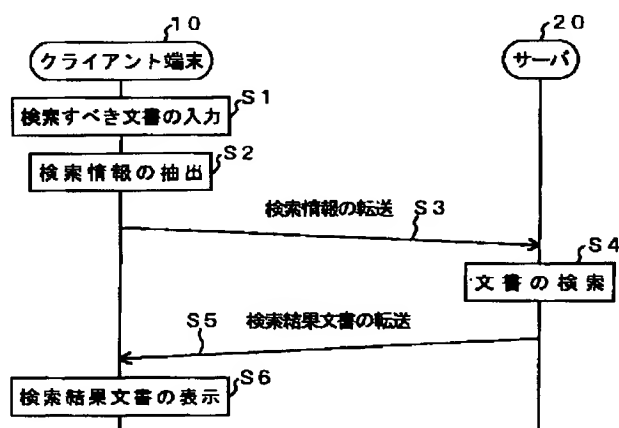 10
クライアント端末
20
サーバ
S1
検索すべき文書の入力
S2
検索情報の抽出
検索情報の転送 S3
S4
文書の検索
S5 検索結果文書の転送
S6
検索結果文書の表示